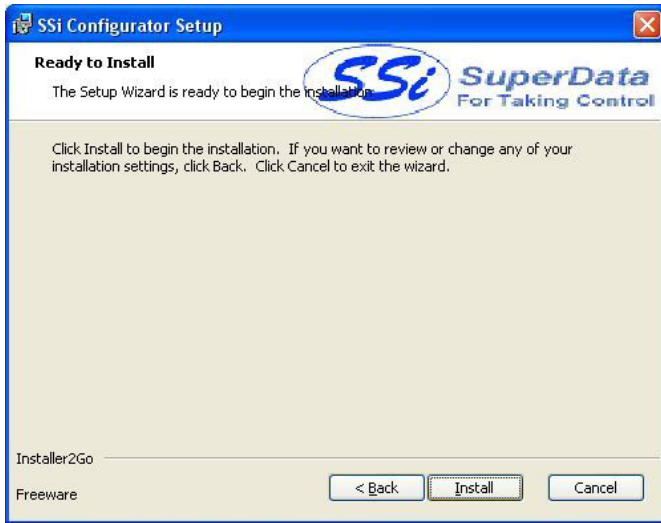 SSi Configurator Setup
Ready to Install
The Setup Wizard is ready to begin the installation
SSi
SuperData
For Taking Control
Click Install to begin the installation. If you want to review or change any of your
installation settings, click Back. Click Cancel to exit the wizard.
Installer2Go
Freeware
< Back
Install
Cancel